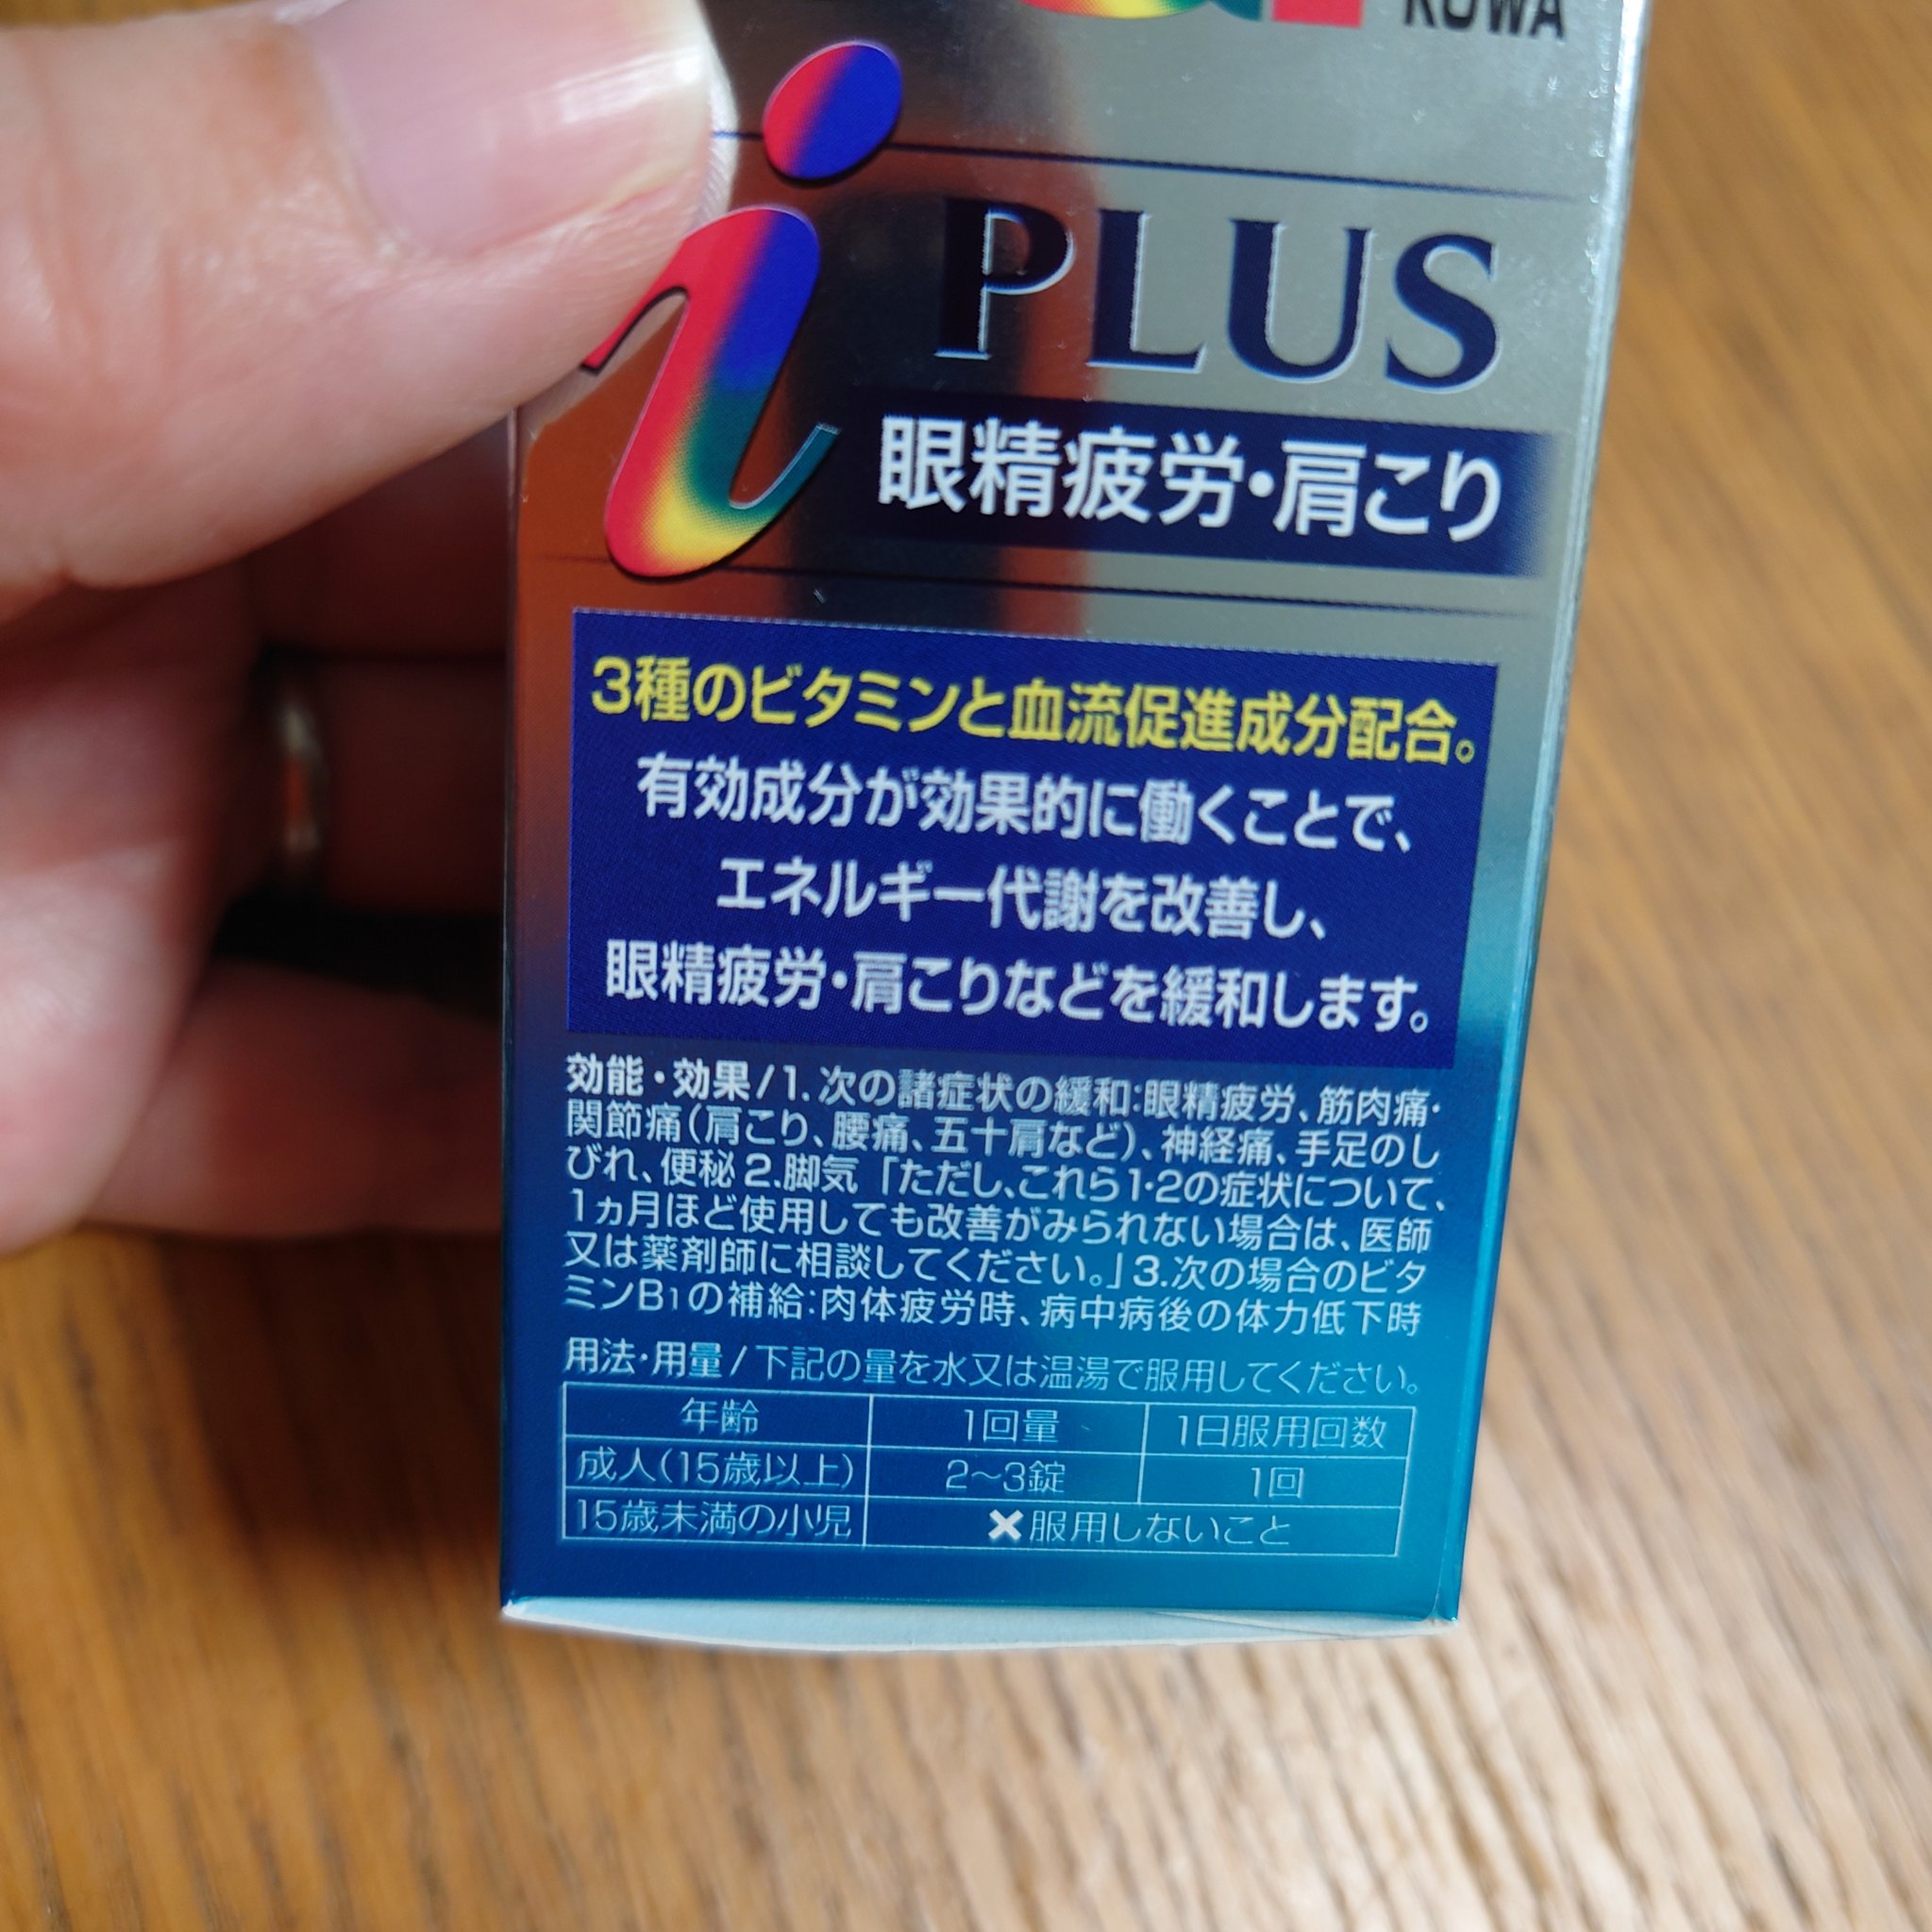 KOWA
i PLUS
眼精疲労・肩こり
3種のビタミンと血流促進成分配合。
有効成分が効果的に働くことで、
エネルギー代謝を改善し、
眼精疲労・肩こりなどを緩和します。
効能・効果/1.次の諸症状の緩和:眼精疲労、筋肉痛・
関節痛(肩こり、腰痛、五十肩など)、神経痛、手足のし
びれ、便秘 2.脚気 「ただし、これら1・2の症状について、
1ヵ月ほど使用しても改善がみられない場合は、医師
又は薬剤師に相談してください。」3.次の場合のビタ
ミンB1の補給:肉体疲労時、病中病後の体力低下時
用法・用量/下記の量を水又は温湯で服用してください。
年齢 1回量 1日服用回数
成人(15歳以上) 2〜3錠 1回
15歳未満の小児 ×服用しないこと